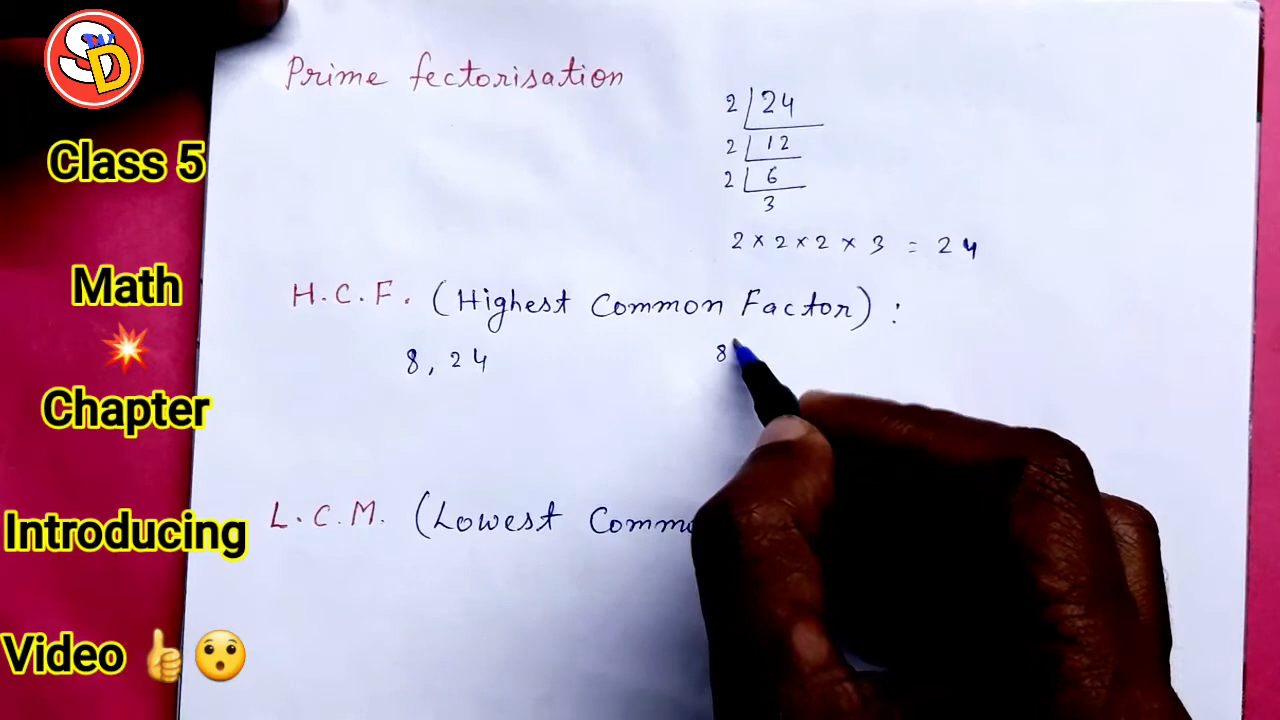 SwD
Class 5
Math
Chapter
Introducing
Video
Prime fectorisation
2 24
2 12
2 6
3
2 × 2 × 2 × 3 = 24
H.C.F. (Highest Common Factor) :
8, 24
8
L.C.M. (Lowest